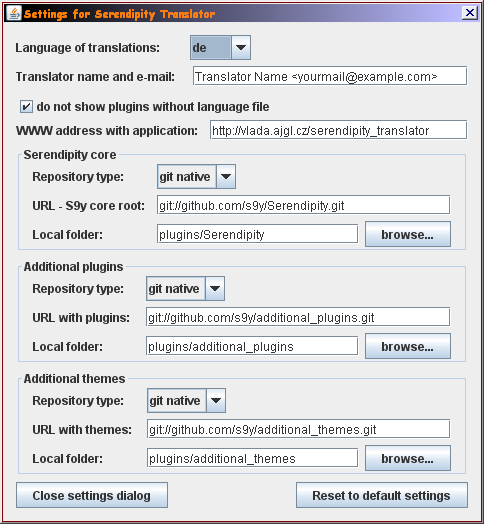 Settings for Serendipity Translator
Language of translations: de
Translator name and e-mail: Translator Name <yourmail@example.com>
do not show plugins without language file
WWW address with application: http://vlada.ajgl.cz/serendipity_translator
Serendipity core
Repository type: git native
URL - S9y core root: git://github.com/s9y/Serendipity.git
Local folder: plugins/Serendipity browse...
Additional plugins
Repository type: git native
URL with plugins: git://github.com/s9y/additional_plugins.git
Local folder: plugins/additional_plugins browse...
Additional themes
Repository type: git native
URL with themes: git://github.com/s9y/additional_themes.git
Local folder: plugins/additional_themes browse...
Close settings dialog Reset to default settings